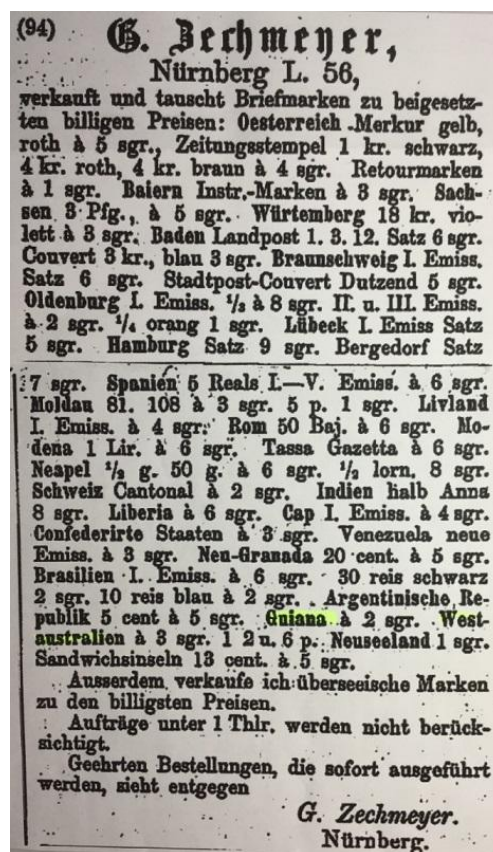 (94)
G. Zechmeyer,
Nürnberg L. 56,
verkauft und tauscht Briefmarken zu beigesetz-
ten billigen Preisen: Oesterreich Merkur gelb,
roth à 5 sgr., Zeitungsstempel 1 kr. schwarz,
4 kr. roth, 4 kr. braun à 4 sgr. Retourmarken
à 1 sgr. Baiern Instr.-Marken à 3 sgr. Sach-
sen 3 Pfg., à 5 sgr. Würtemberg 18 kr. vio-
lett à 3 sgr. Baden Landpost 1. 3. 12. Satz 6 sgr.
Couvert 3 kr., blau 3 sgr. Braunschweig I. Emiss.
Satz 6 sgr. Stadtpost-Couvert Dutzend 5 sgr.
Oldenburg I. Emiss. ⅓ à 8 sgr. II. u. III. Emiss.
à 2 sgr. ¼ orang 1 sgr. Lübeck I. Emiss Satz
5 sgr. Hamburg Satz 9 sgr. Bergedorf Satz
7 sgr. Spanien 5 Reals I.—V. Emiss. à 6 sgr.
Moldau 81. 108 à 3 sgr. 5 p. 1 sgr. Livland
I. Emiss. à 4 sgr. Rom 50 Baj. à 6 sgr. Mo-
dena 1 Lir. à 6 sgr. Tassa Gazetta à 6 sgr.
Neapel ½ g. 50 g. à 6 sgr. ½ torn. 8 sgr.
Schweiz Cantonal à 2 sgr. Indien halb Anna
8 sgr. Liberia à 6 sgr. Cap I. Emiss. à 4 sgr.
Confederirte Staaten à 3 sgr. Venezuela neue
Emiss. à 3 sgr. Neu-Granada 20 cent. à 5 sgr.
Brasilien I. Emiss. à 6 sgr. 30 reis schwarz
2 sgr. 10 reis blau à 2 sgr. Argentinische Re-
publik 5 cent à 5 sgr. Guiana à 2 sgr. West-
australien à 3 sgr. 1 2 u. 6 p. Neuseeland 1 sgr.
Sandwichsinseln 13 cent. à 5 sgr.
Ausserdem verkaufe ich überseeische Marken
zu den billigsten Preisen.
Aufträge unter 1 Thlr. werden nicht berück-
sichtigt.
Geehrten Bestellungen, die sofort ausgeführt
werden, sieht entgegen
G. Zechmeyer.
Nürnberg.